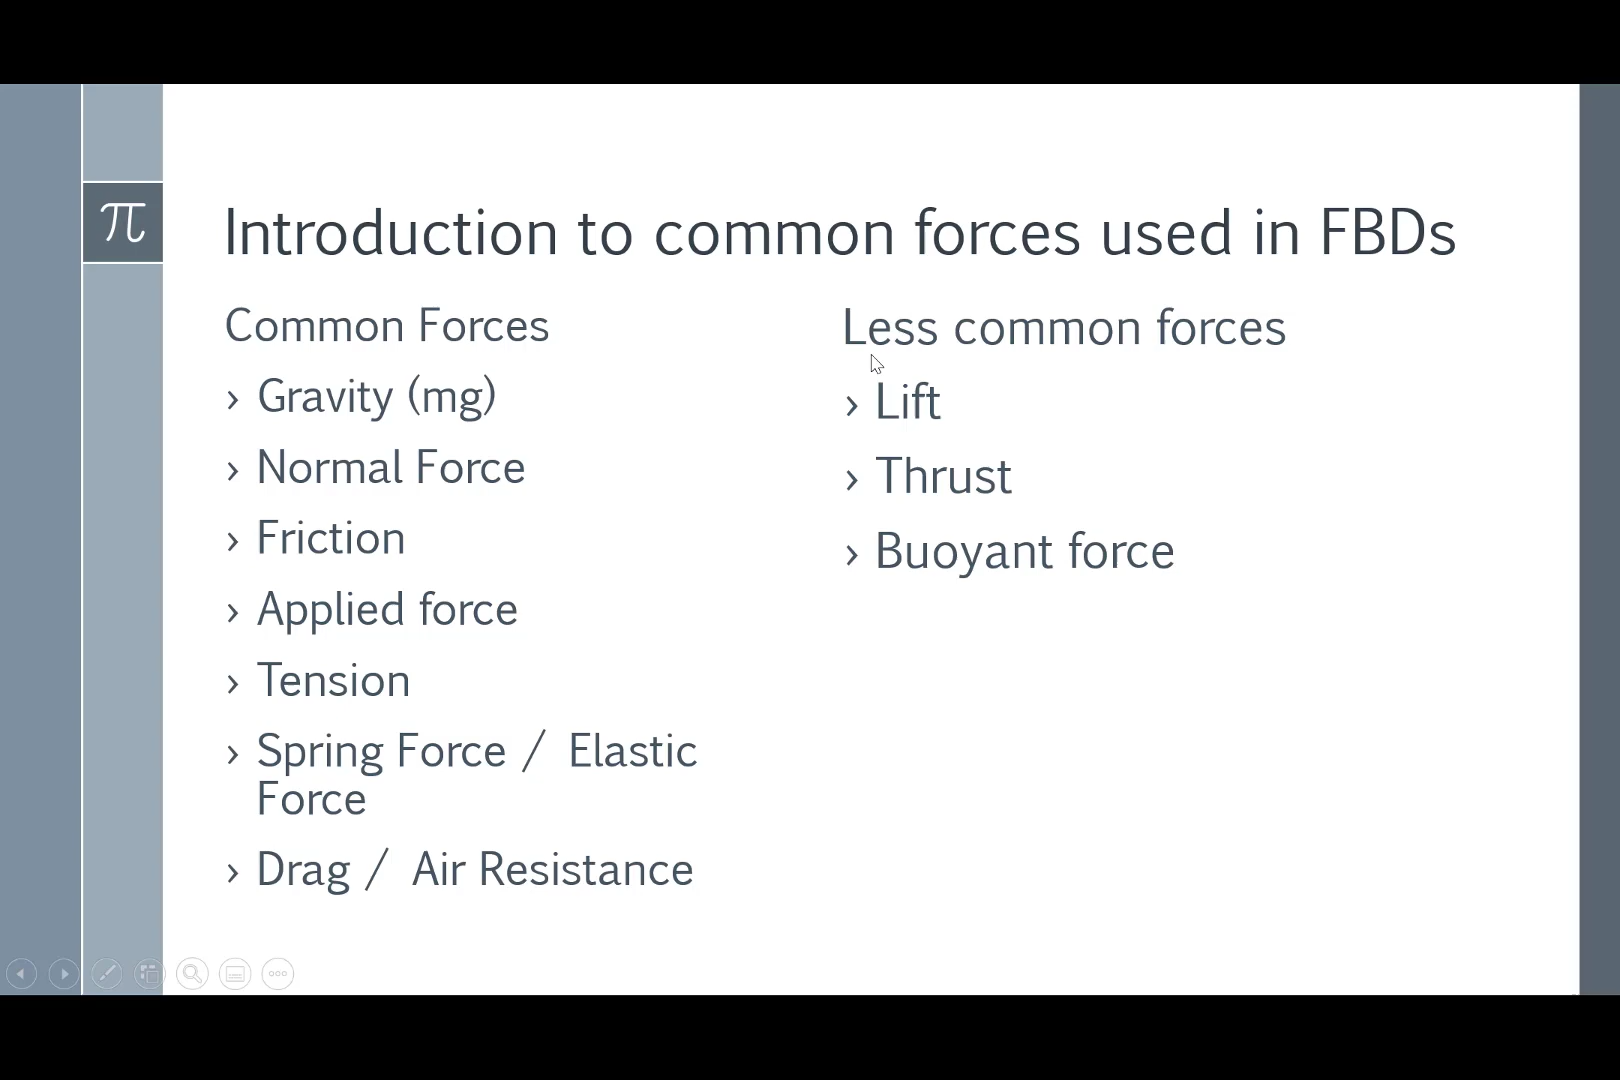 π
Introduction to common forces used in FBDs
Common Forces
› Gravity (mg)
› Normal Force
› Friction
› Applied force
› Tension
› Spring Force / Elastic
Force
› Drag / Air Resistance
Less common forces
› Lift
› Thrust
› Buoyant force